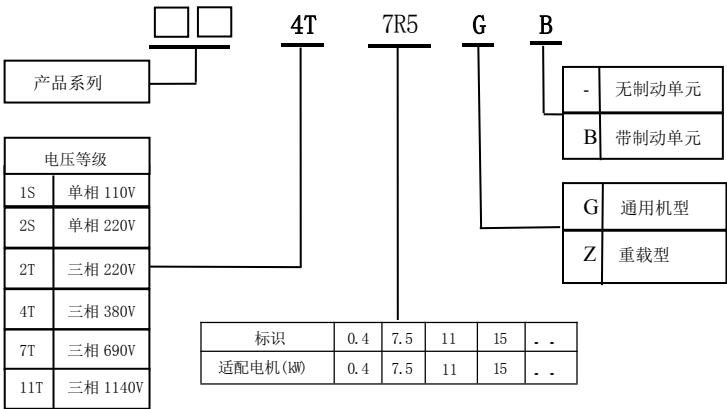 □□ 4T 7R5 G B
产品系列
- 无制动单元
B 带制动单元
电压等级
1S 单相 110V
2S 单相 220V
2T 三相 220V
4T 三相 380V
7T 三相 690V
11T 三相 1140V
G 通用机型
Z 重载型
标识 0.4 7.5 11 15 . .
适配电机(kW) 0.4 7.5 11 15 . .